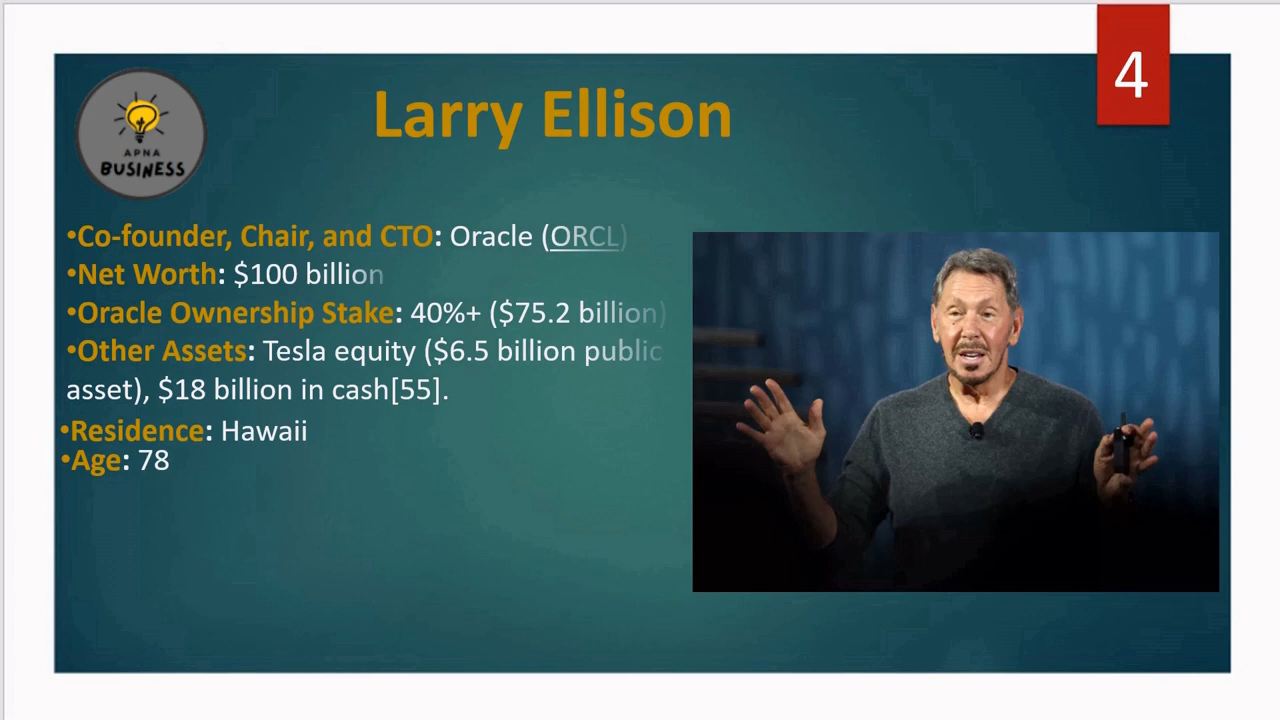 4
APNA
BUSINESS
Larry Ellison
•Co-founder, Chair, and CTO: Oracle (ORCL)
•Net Worth: $100 billion
•Oracle Ownership Stake: 40%+ ($75.2 billion)
•Other Assets: Tesla equity ($6.5 billion public
asset), $18 billion in cash[55].
•Residence: Hawaii
•Age: 78